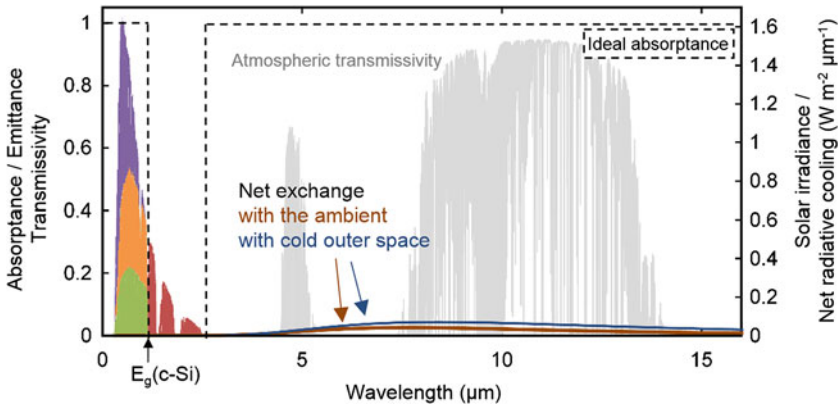 Absorptance / Emittance
Transmissivity
1
0.8
0.6
0.4
0.2
0
Atmospheric transmissivity
Ideal absorptance
Net exchange
with the ambient
with cold outer space
1.6
1.4
1.2
1
0.8
0.6
0.4
0.2
0
Solar irradiance /
Net radiative cooling (W m⁻² μm⁻¹)
0 5 10 15
E_g(c-Si)
Wavelength (μm)